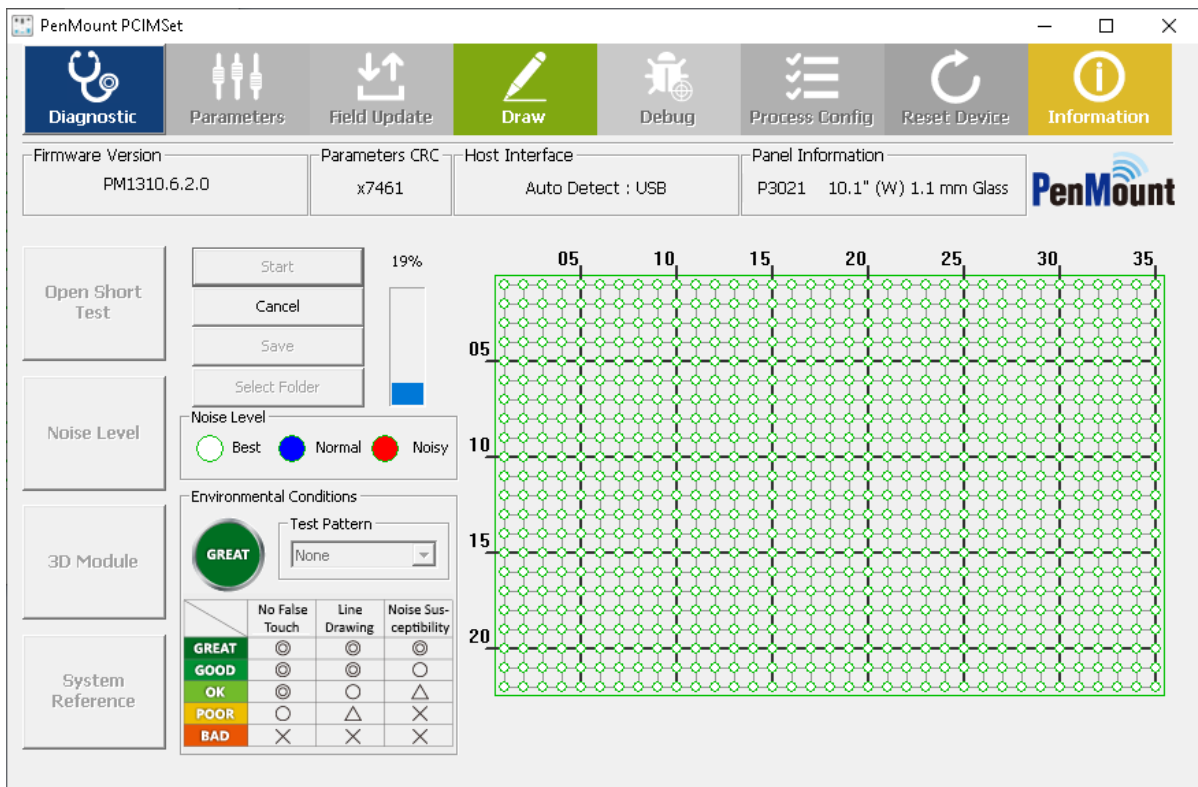 PenMount PCIMSet
Diagnostic
Parameters
Field Update
Draw
Debug
Process Config
Reset Device
Information
Firmware Version
PM1310.6.2.0
Parameters CRC
x7461
Host Interface
Auto Detect : USB
Panel Information
P3021 10.1" (W) 1.1 mm Glass
PenMount
Open Short
Test
Noise Level
3D Module
System
Reference
Start
Cancel
Save
Select Folder
19%
Noise Level
Best Normal Noisy
Environmental Conditions
GREAT
Test Pattern
None
No False Touch
Line Drawing
Noise Sus-ceptibility
GREAT
GOOD
OK
POOR
BAD
05 10 15 20 25 30 35
05
10
15
20